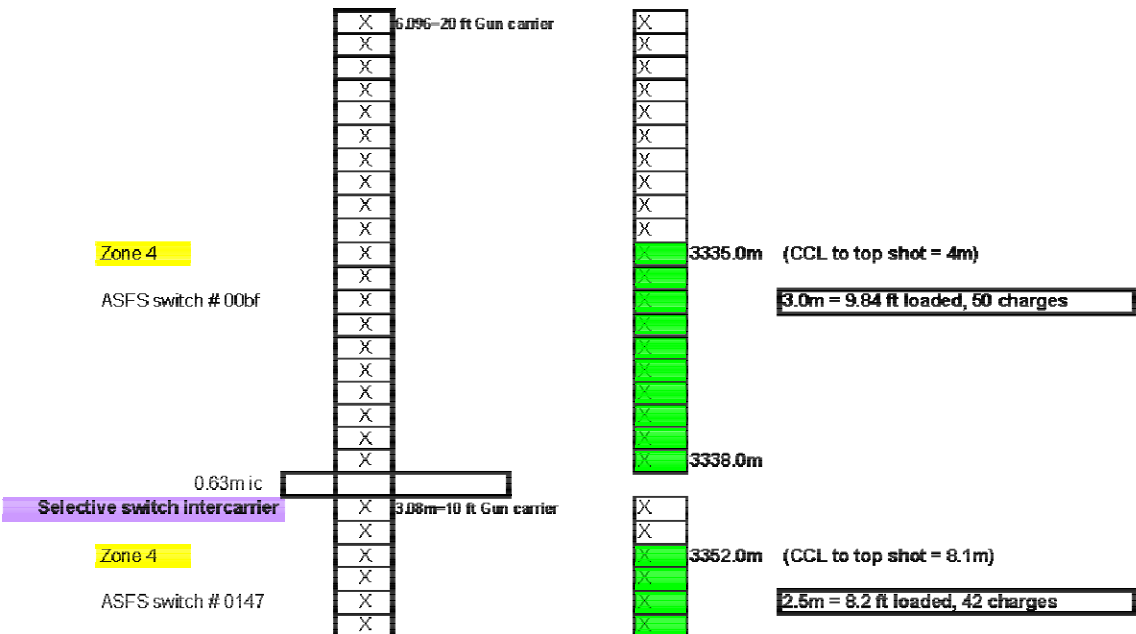 X 6.096=20 ft Gun carrier X
X X
X X
X X
X X
X X
X X
X X
X X
X X
Zone 4 X X 3335.0m (CCL to top shot = 4m)
X X
ASFS switch # 00bf X X 3.0m = 9.84 ft loaded, 50 charges
X X
X X
X X
X X
X X
X X
X X 3338.0m
0.63m ic
Selective switch intercarrier X 3.08m=10 ft Gun carrier X
X X
Zone 4 X X 3352.0m (CCL to top shot = 8.1m)
X X
ASFS switch # 0147 X X 2.5m = 8.2 ft loaded, 42 charges
X X